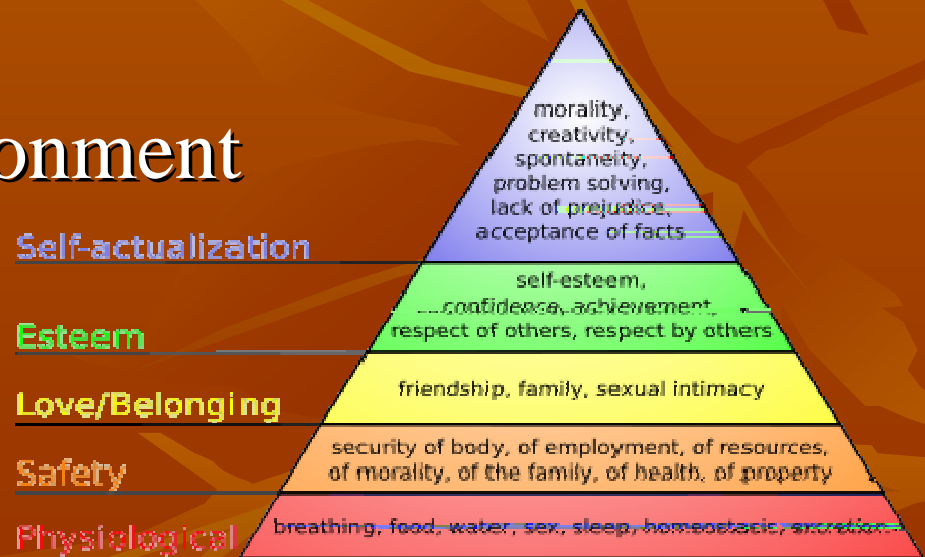 onment
morality,
creativity,
spontaneity,
problem solving,
lack of prejudice,
acceptance of facts
Self-actualization
self-esteem,
confidence, achievement,
respect of others, respect by others
Esteem
friendship, family, sexual intimacy
Love/Belonging
security of body, of employment, of resources,
of morality, of the family, of health, of property
Safety
breathing, food, water, sex, sleep, homeostasis, excretion
Physiological